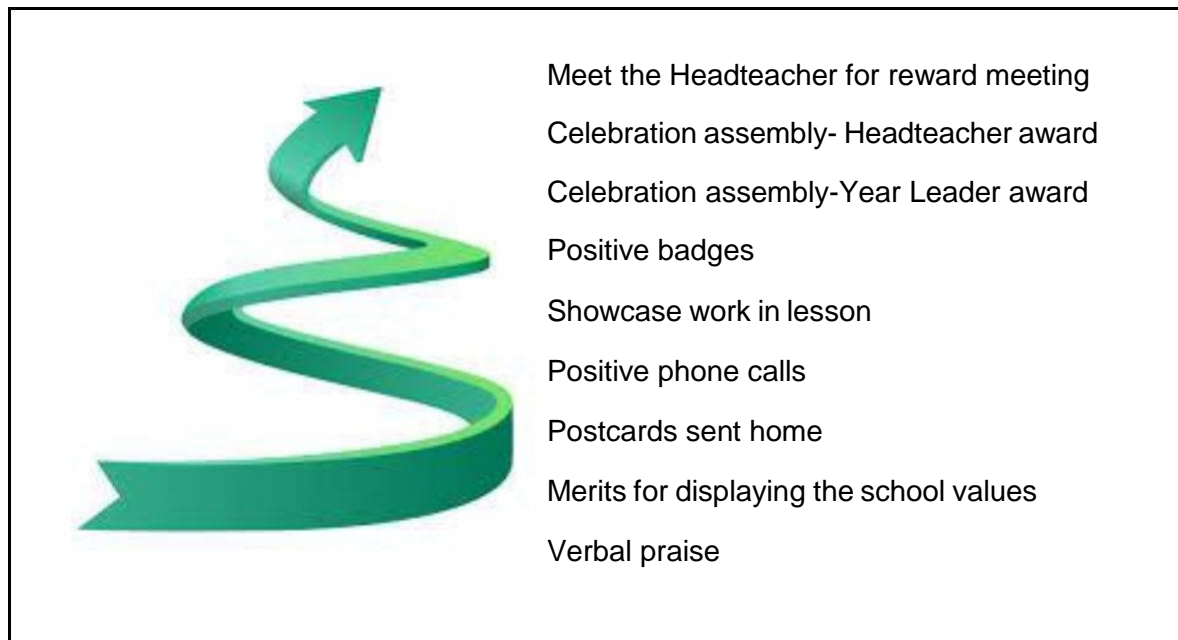 Meet the Headteacher for reward meeting
Celebration assembly- Headteacher award
Celebration assembly-Year Leader award
Positive badges
Showcase work in lesson
Positive phone calls
Postcards sent home
Merits for displaying the school values
Verbal praise